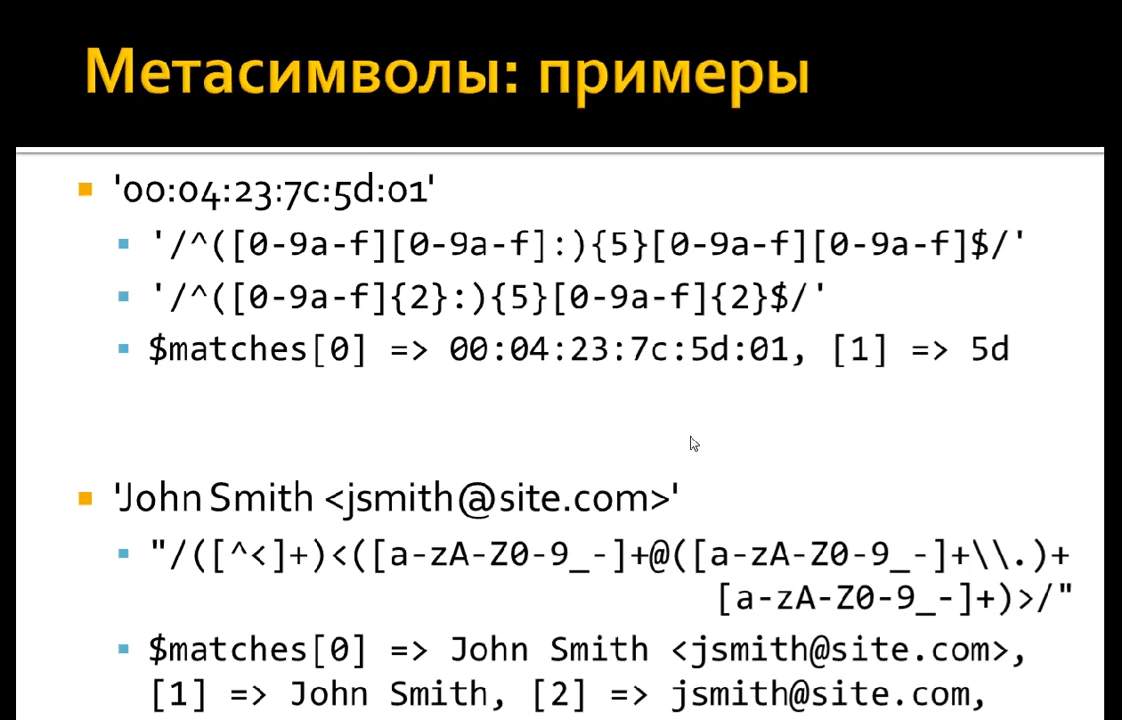 Метасимволы: примеры
'00:04:23:7c:5d:01'
'/^([0-9a-f][0-9a-f]:){5}[0-9a-f][0-9a-f]$/'
'/^([0-9a-f]{2}:){5}[0-9a-f]{2}$/'
$matches[0] => 00:04:23:7c:5d:01, [1] => 5d
'John Smith <jsmith@site.com>'
"/([^<]+)<([a-zA-Z0-9_-]+@([a-zA-Z0-9_-]+\\.)+
[a-zA-Z0-9_-]+)>/"
$matches[0] => John Smith <jsmith@site.com>,
[1] => John Smith, [2] => jsmith@site.com,